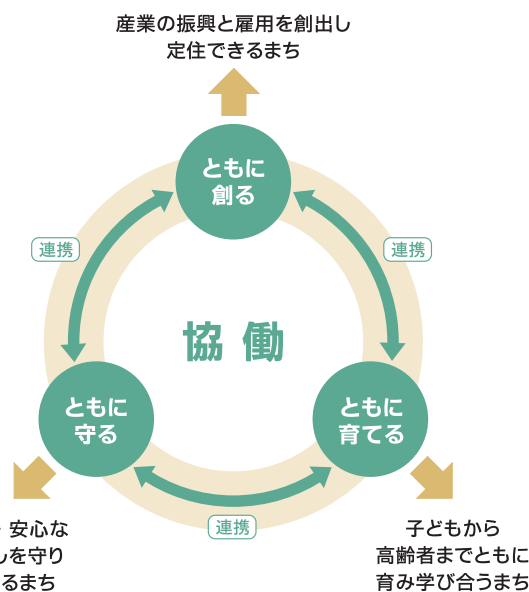 産業の振興と雇用を創出し
定住できるまち
ともに
創る
連携
連携
協働
ともに
守る
ともに
育てる
連携
安心な
しを守り
るまち
子どもから
高齢者までともに
育み学び合うまち